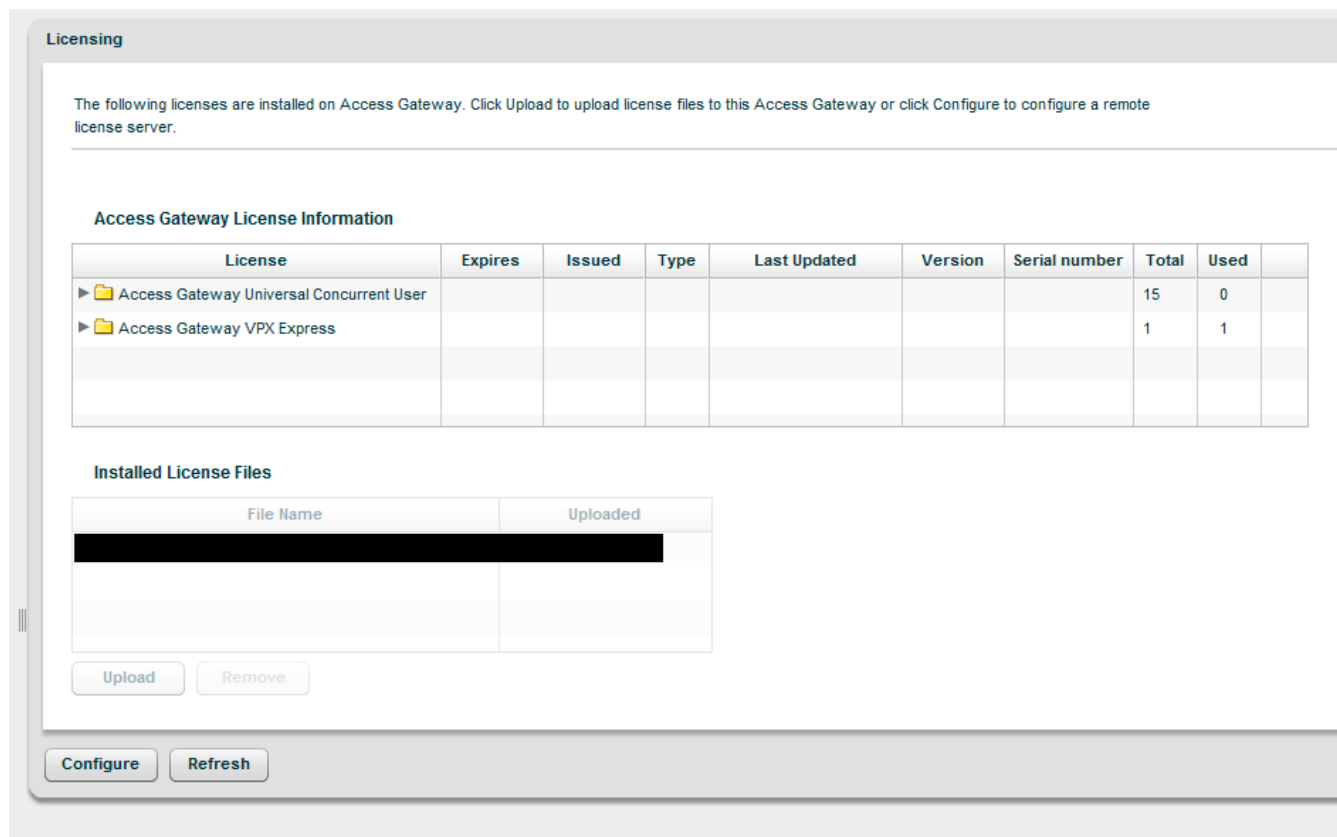 Licensing
The following licenses are installed on Access Gateway. Click Upload to upload license files to this Access Gateway or click Configure to configure a remote
license server.
Access Gateway License Information
License Expires Issued Type Last Updated Version Serial number Total Used
Access Gateway Universal Concurrent User 15 0
Access Gateway VPX Express 1 1
Installed License Files
File Name Uploaded
Upload Remove
Configure Refresh